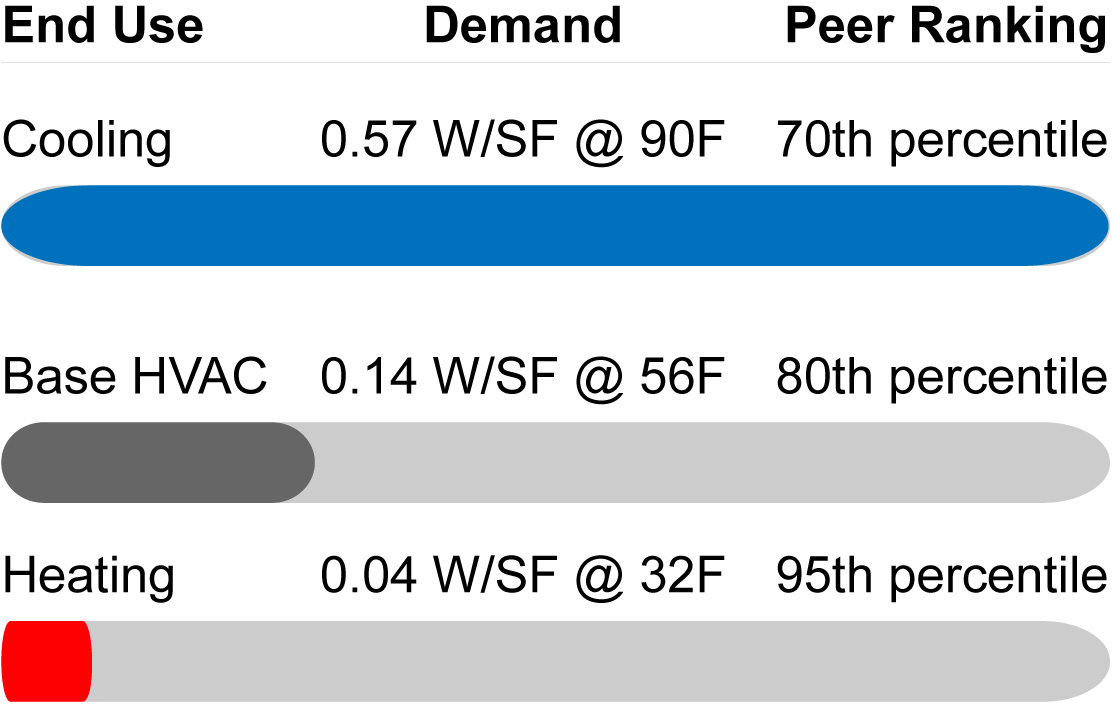 End Use Demand Peer Ranking
Cooling 0.57 W/SF @ 90F 70th percentile
Base HVAC 0.14 W/SF @ 56F 80th percentile
Heating 0.04 W/SF @ 32F 95th percentile